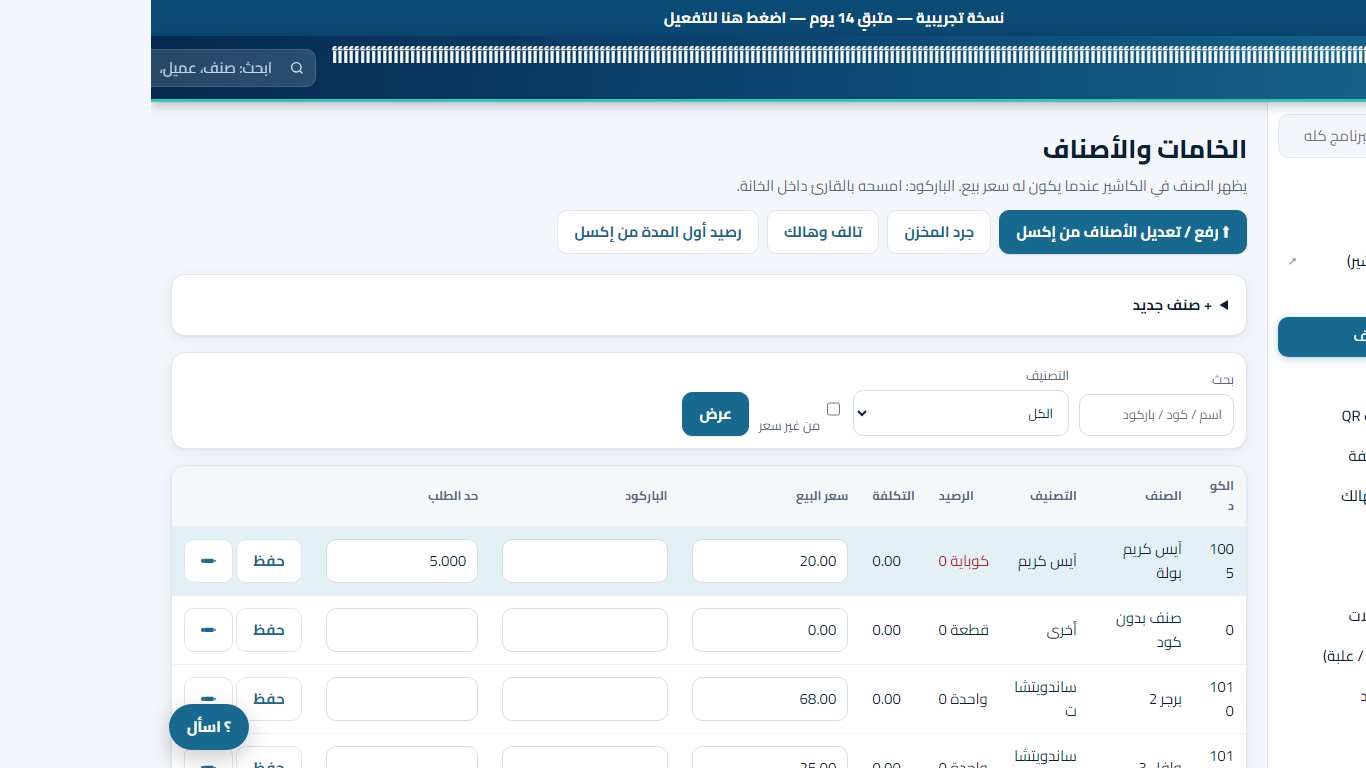 نسخة تجريبية — متبقٍ 14 يوم — اضغط هنا للتفعيل
ابحث: صنف، عميل،
الخامات والأصناف
يظهر الصنف في الكاشير عندما يكون له سعر بيع. الباركود: امسحه بالقارئ داخل الخانة.
⬆ رفع / تعديل الأصناف من إكسل
جرد المخزن
تالف وهالك
رصيد أول المدة من إكسل
◀ + صنف جديد
بحث
التصنيف
اسم / كود / باركود
الكل
من غير سعر
عرض
الكود الصنف التصنيف الرصيد التكلفة سعر البيع الباركود حد الطلب
1005 آيس كريم بولة آيس كريم 0 كوباية 0.00 20.00 5.000 حفظ
0 صنف بدون كود أخرى 0 قطعة 0.00 0.00 حفظ
1010 برجر 2 ساندويتشات 0 واحدة 0.00 68.00 حفظ
؟ اسأل
برنامج كله
QR
/ علبة)